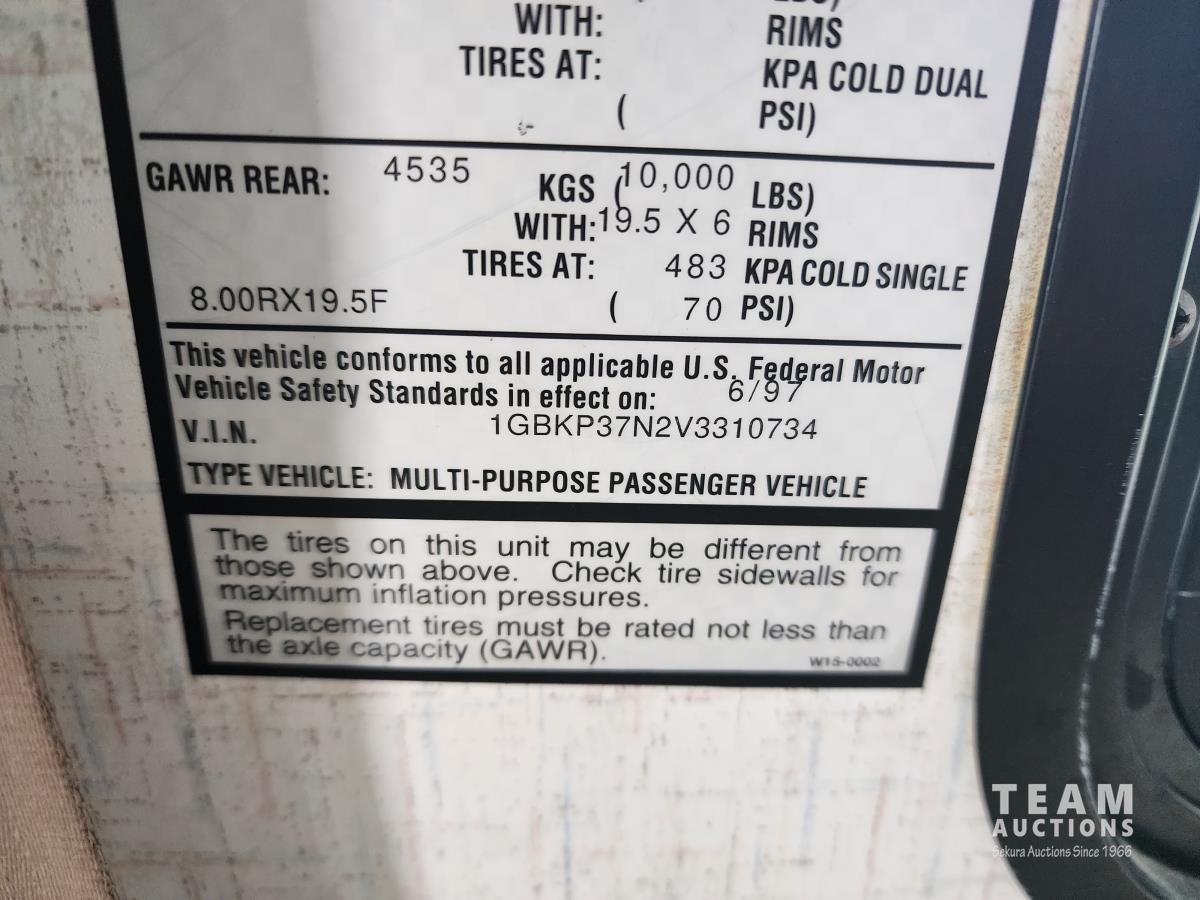 WITH: RIMS
TIRES AT: KPA COLD DUAL
( PSI)
GAWR REAR: 4535 KGS (10,000 LBS)
WITH: 19.5 X 6 RIMS
TIRES AT: 483 KPA COLD SINGLE
8.00RX19.5F ( 70 PSI)
This vehicle conforms to all applicable U.S. Federal Motor
Vehicle Safety Standards in effect on: 6/97
V.I.N. 1GBKP37N2V3310734
TYPE VEHICLE: MULTI-PURPOSE PASSENGER VEHICLE
The tires on this unit may be different from
those shown above. Check tire sidewalls for
maximum inflation pressures.
Replacement tires must be rated not less than
the axle capacity (GAWR).
W15-0002
TEAM
AUCTIONS
Sekura Auctions Since 1966